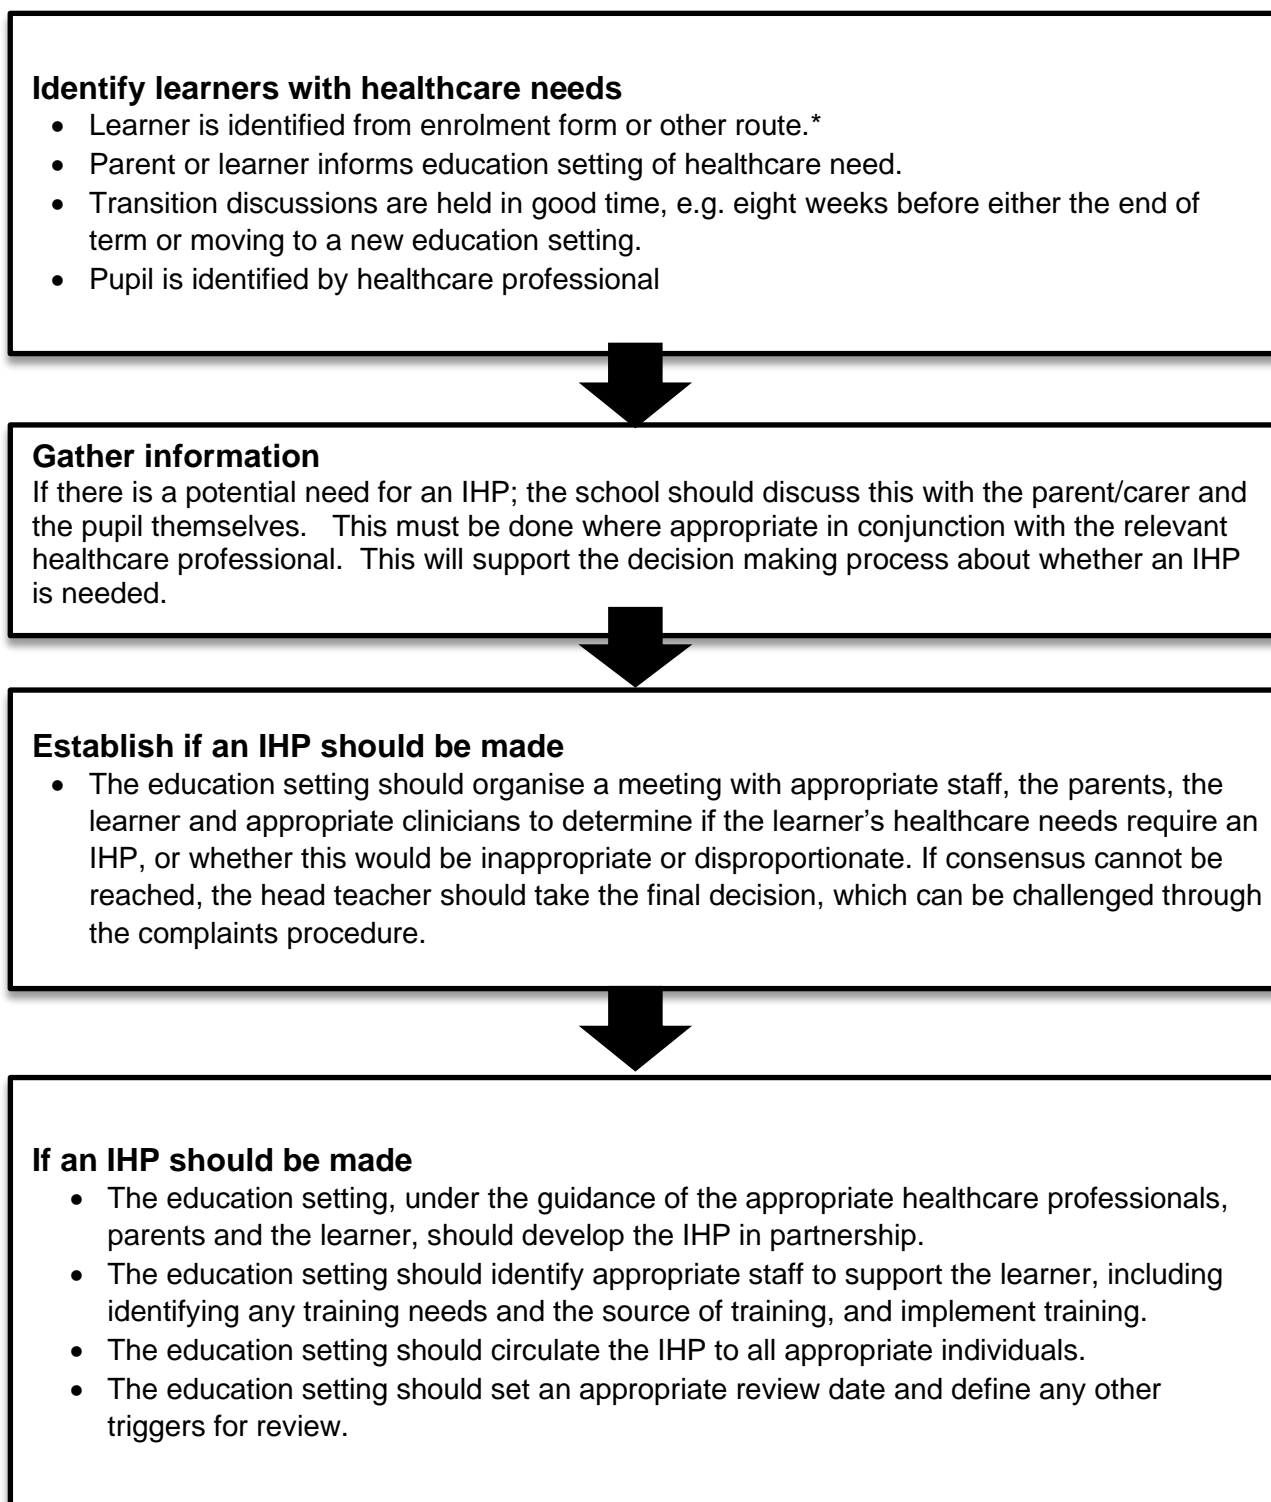 Identify learners with healthcare needs
• Learner is identified from enrolment form or other route.*
• Parent or learner informs education setting of healthcare need.
• Transition discussions are held in good time, e.g. eight weeks before either the end of
term or moving to a new education setting.
• Pupil is identified by healthcare professional
Gather information
If there is a potential need for an IHP; the school should discuss this with the parent/carer and
the pupil themselves.   This must be done where appropriate in conjunction with the relevant
healthcare professional.  This will support the decision making process about whether an IHP
is needed.
Establish if an IHP should be made
• The education setting should organise a meeting with appropriate staff, the parents, the
learner and appropriate clinicians to determine if the learner’s healthcare needs require an
IHP, or whether this would be inappropriate or disproportionate. If consensus cannot be
reached, the head teacher should take the final decision, which can be challenged through
the complaints procedure.
If an IHP should be made
• The education setting, under the guidance of the appropriate healthcare professionals,
parents and the learner, should develop the IHP in partnership.
• The education setting should identify appropriate staff to support the learner, including
identifying any training needs and the source of training, and implement training.
• The education setting should circulate the IHP to all appropriate individuals.
• The education setting should set an appropriate review date and define any other
triggers for review.